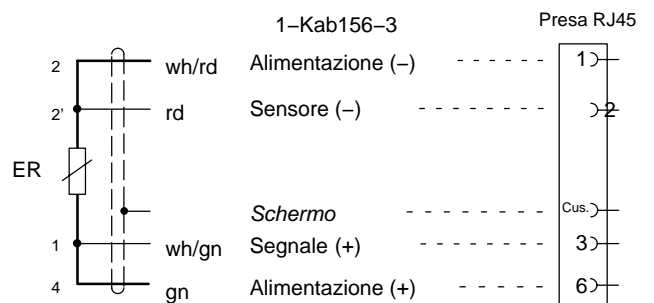 1–Kab156–3 Presa RJ45
2 wh/rd Alimentazione (–) 1
2' rd Sensore (–) 2
ER
Schermo Cus.
1 wh/gn Segnale (+) 3
4 gn Alimentazione (+) 6